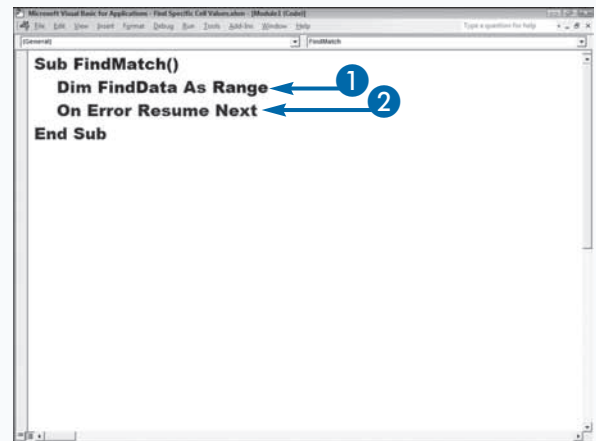 Microsoft Visual Basic for Applications - Find Specific Cell Values.xlsm - [Module1 (Code)]
File Edit View Insert Format Debug Run Tools Add-Ins Window Help Type a question for help
(General) FindMatch
Sub FindMatch()
Dim FindData As Range 1
On Error Resume Next 2
End Sub